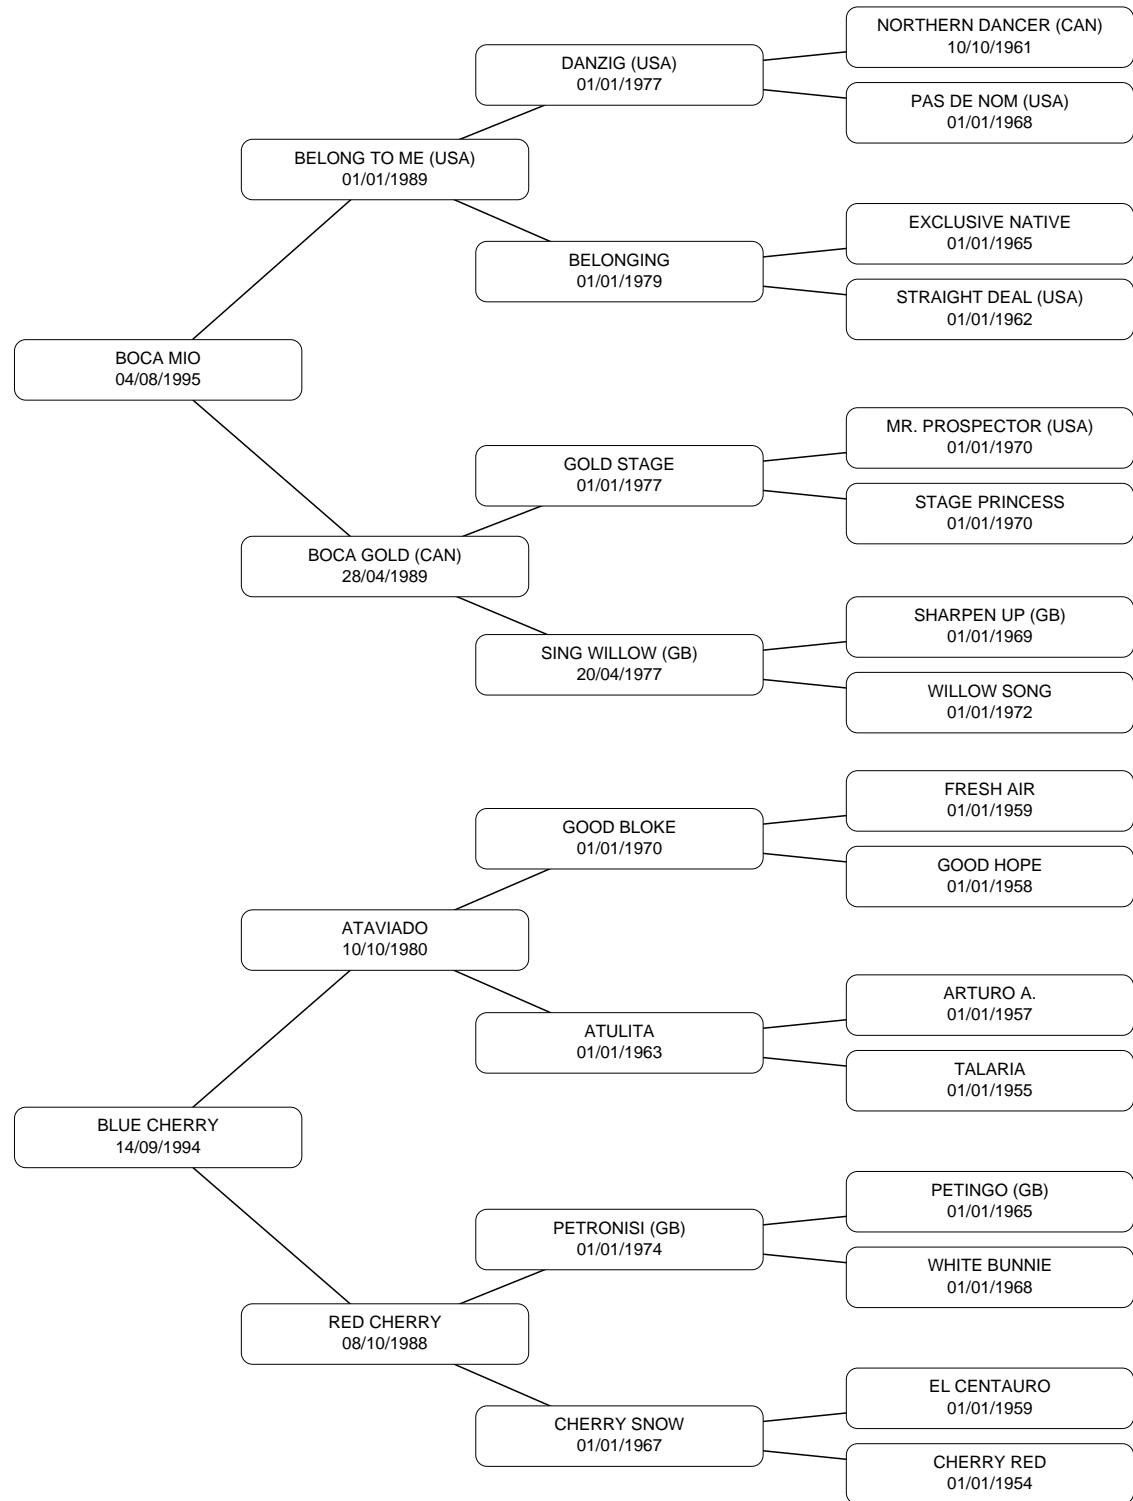 NORTHERN DANCER (CAN)
10/10/1961
DANZIG (USA)
01/01/1977
PAS DE NOM (USA)
01/01/1968
BELONG TO ME (USA)
01/01/1989
EXCLUSIVE NATIVE
01/01/1965
BELONGING
01/01/1979
STRAIGHT DEAL (USA)
01/01/1962
BOCA MIO
04/08/1995
MR. PROSPECTOR (USA)
01/01/1970
GOLD STAGE
01/01/1977
STAGE PRINCESS
01/01/1970
BOCA GOLD (CAN)
28/04/1989
SHARPEN UP (GB)
01/01/1969
SING WILLOW (GB)
20/04/1977
WILLOW SONG
01/01/1972
FRESH AIR
01/01/1959
GOOD BLOKE
01/01/1970
GOOD HOPE
01/01/1958
ATAVIADO
10/10/1980
ARTURO A.
01/01/1957
ATULITA
01/01/1963
TALARIA
01/01/1955
BLUE CHERRY
14/09/1994
PETINGO (GB)
01/01/1965
PETRONISI (GB)
01/01/1974
WHITE BUNNIE
01/01/1968
RED CHERRY
08/10/1988
EL CENTAURO
01/01/1959
CHERRY SNOW
01/01/1967
CHERRY RED
01/01/1954